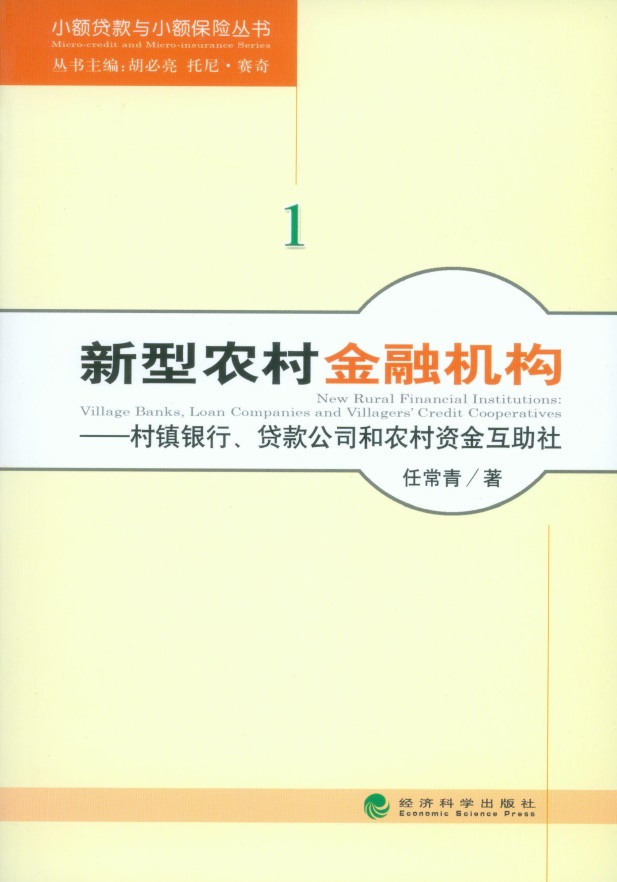 小额贷款与小额保险丛书
Micro-credit and Micro-insurance Series
丛书主编:胡必亮 托尼·赛奇
1
新型农村金融机构
New Rural Financial Institutions:
Village Banks, Loan Companies and Villagers' Credit Cooperatives
——村镇银行、贷款公司和农村资金互助社
任常青/著
经济科学出版社
Economic Science Press